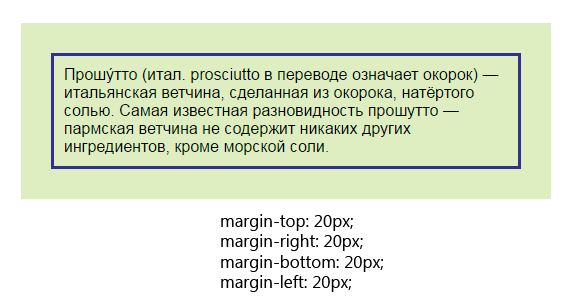 Прошу́тто (итал. prosciutto в переводе означает окорок) —
итальянская ветчина, сделанная из окорока, натёртого
солью. Самая известная разновидность прошутто —
пармская ветчина не содержит никаких других
ингредиентов, кроме морской соли.
margin-top: 20px;
margin-right: 20px;
margin-bottom: 20px;
margin-left: 20px;